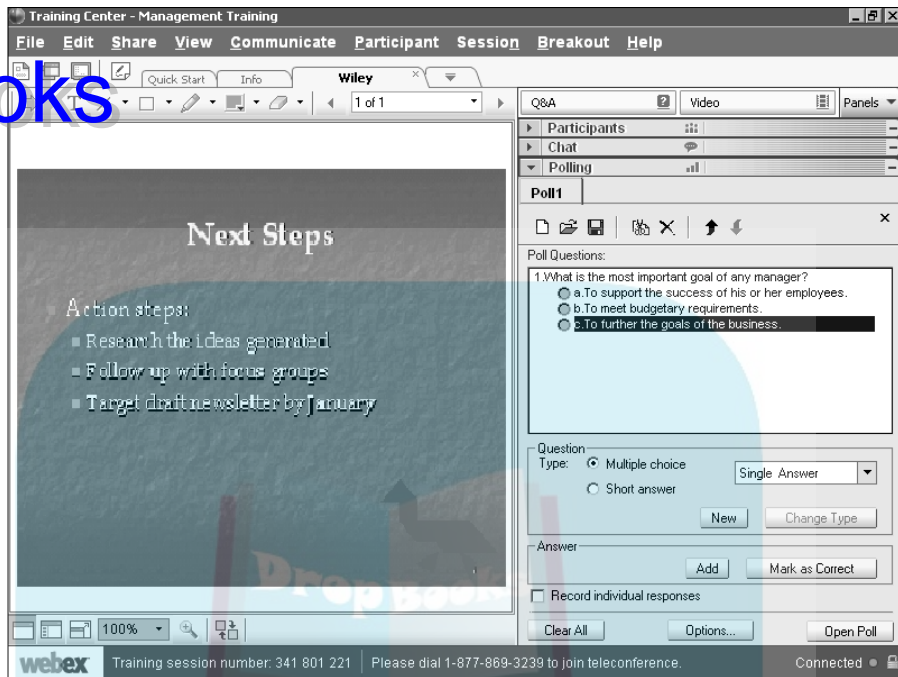 Training Center - Management Training
File Edit Share View Communicate Participant Session Breakout Help
Quick Start Info Wiley
oks
T 1 of 1
Q&A Video Panels
Participants
Chat
Polling
Poll1
Next Steps
Action steps:
Research the ideas generated
Follow up with focus groups
Target draft newsletter by January
Poll Questions:
1.What is the most important goal of any manager?
a.To support the success of his or her employees.
b.To meet budgetary requirements.
c.To further the goals of the business.
Question
Type: Multiple choice Single Answer
Short answer
New Change Type
Answer
Add Mark as Correct
Record individual responses
Drop Books
100%
Clear All Options... Open Poll
webex Training session number: 341 801 221 Please dial 1-877-869-3239 to join teleconference. Connected